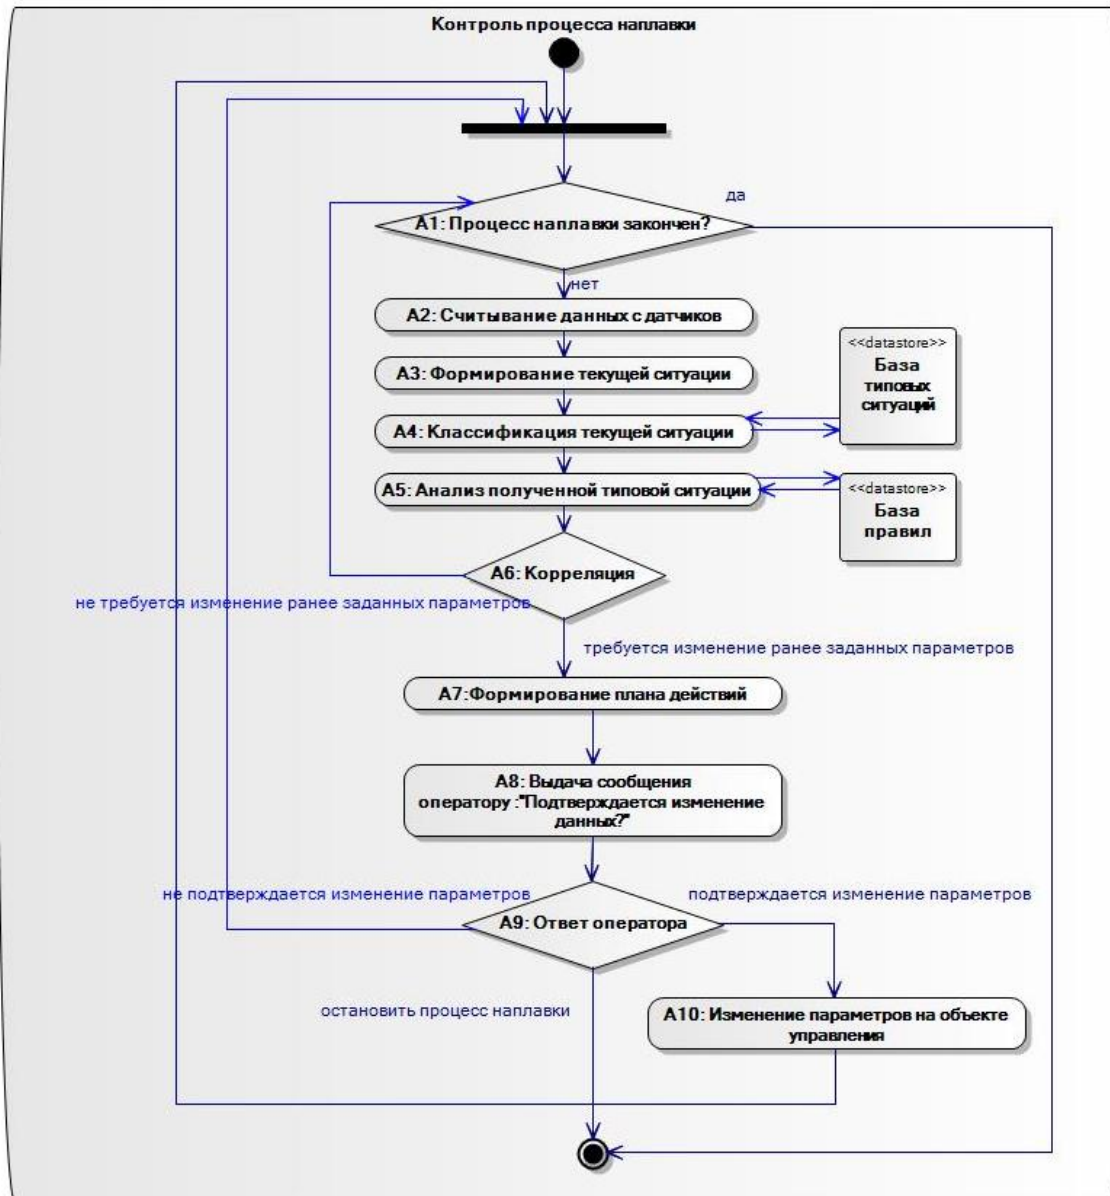 Контроль процесса наплавки
да
А1: Процесс наплавки закончен?
нет
А2: Считывание данных с датчиков
<<datastore>>
База
типовых
ситуаций
А3: Формирование текущей ситуации
А4: Классификация текущей ситуации
А5: Анализ полученной типовой ситуации
<<datastore>>
База
правил
А6: Корреляция
не требуется изменение ранее заданных параметров
требуется изменение ранее заданных параметров
А7:Формирование плана действий
А8: Выдача сообщения
оператору :"Подтверждается изменение
данных?"
не подтверждается изменение параметров
подтверждается изменение параметров
А9: Ответ оператора
остановить процесс наплавки
А10: Изменение параметров на объекте
управления